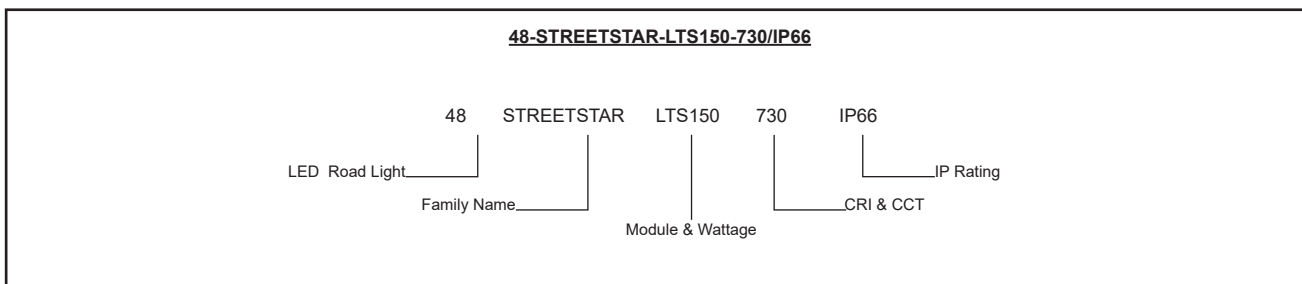 48-STREETSTAR-LTS150-730/IP66
48 STREETSTAR LTS150 730 IP66
LED Road Light IP Rating
Family Name CRI & CCT
Module & Wattage